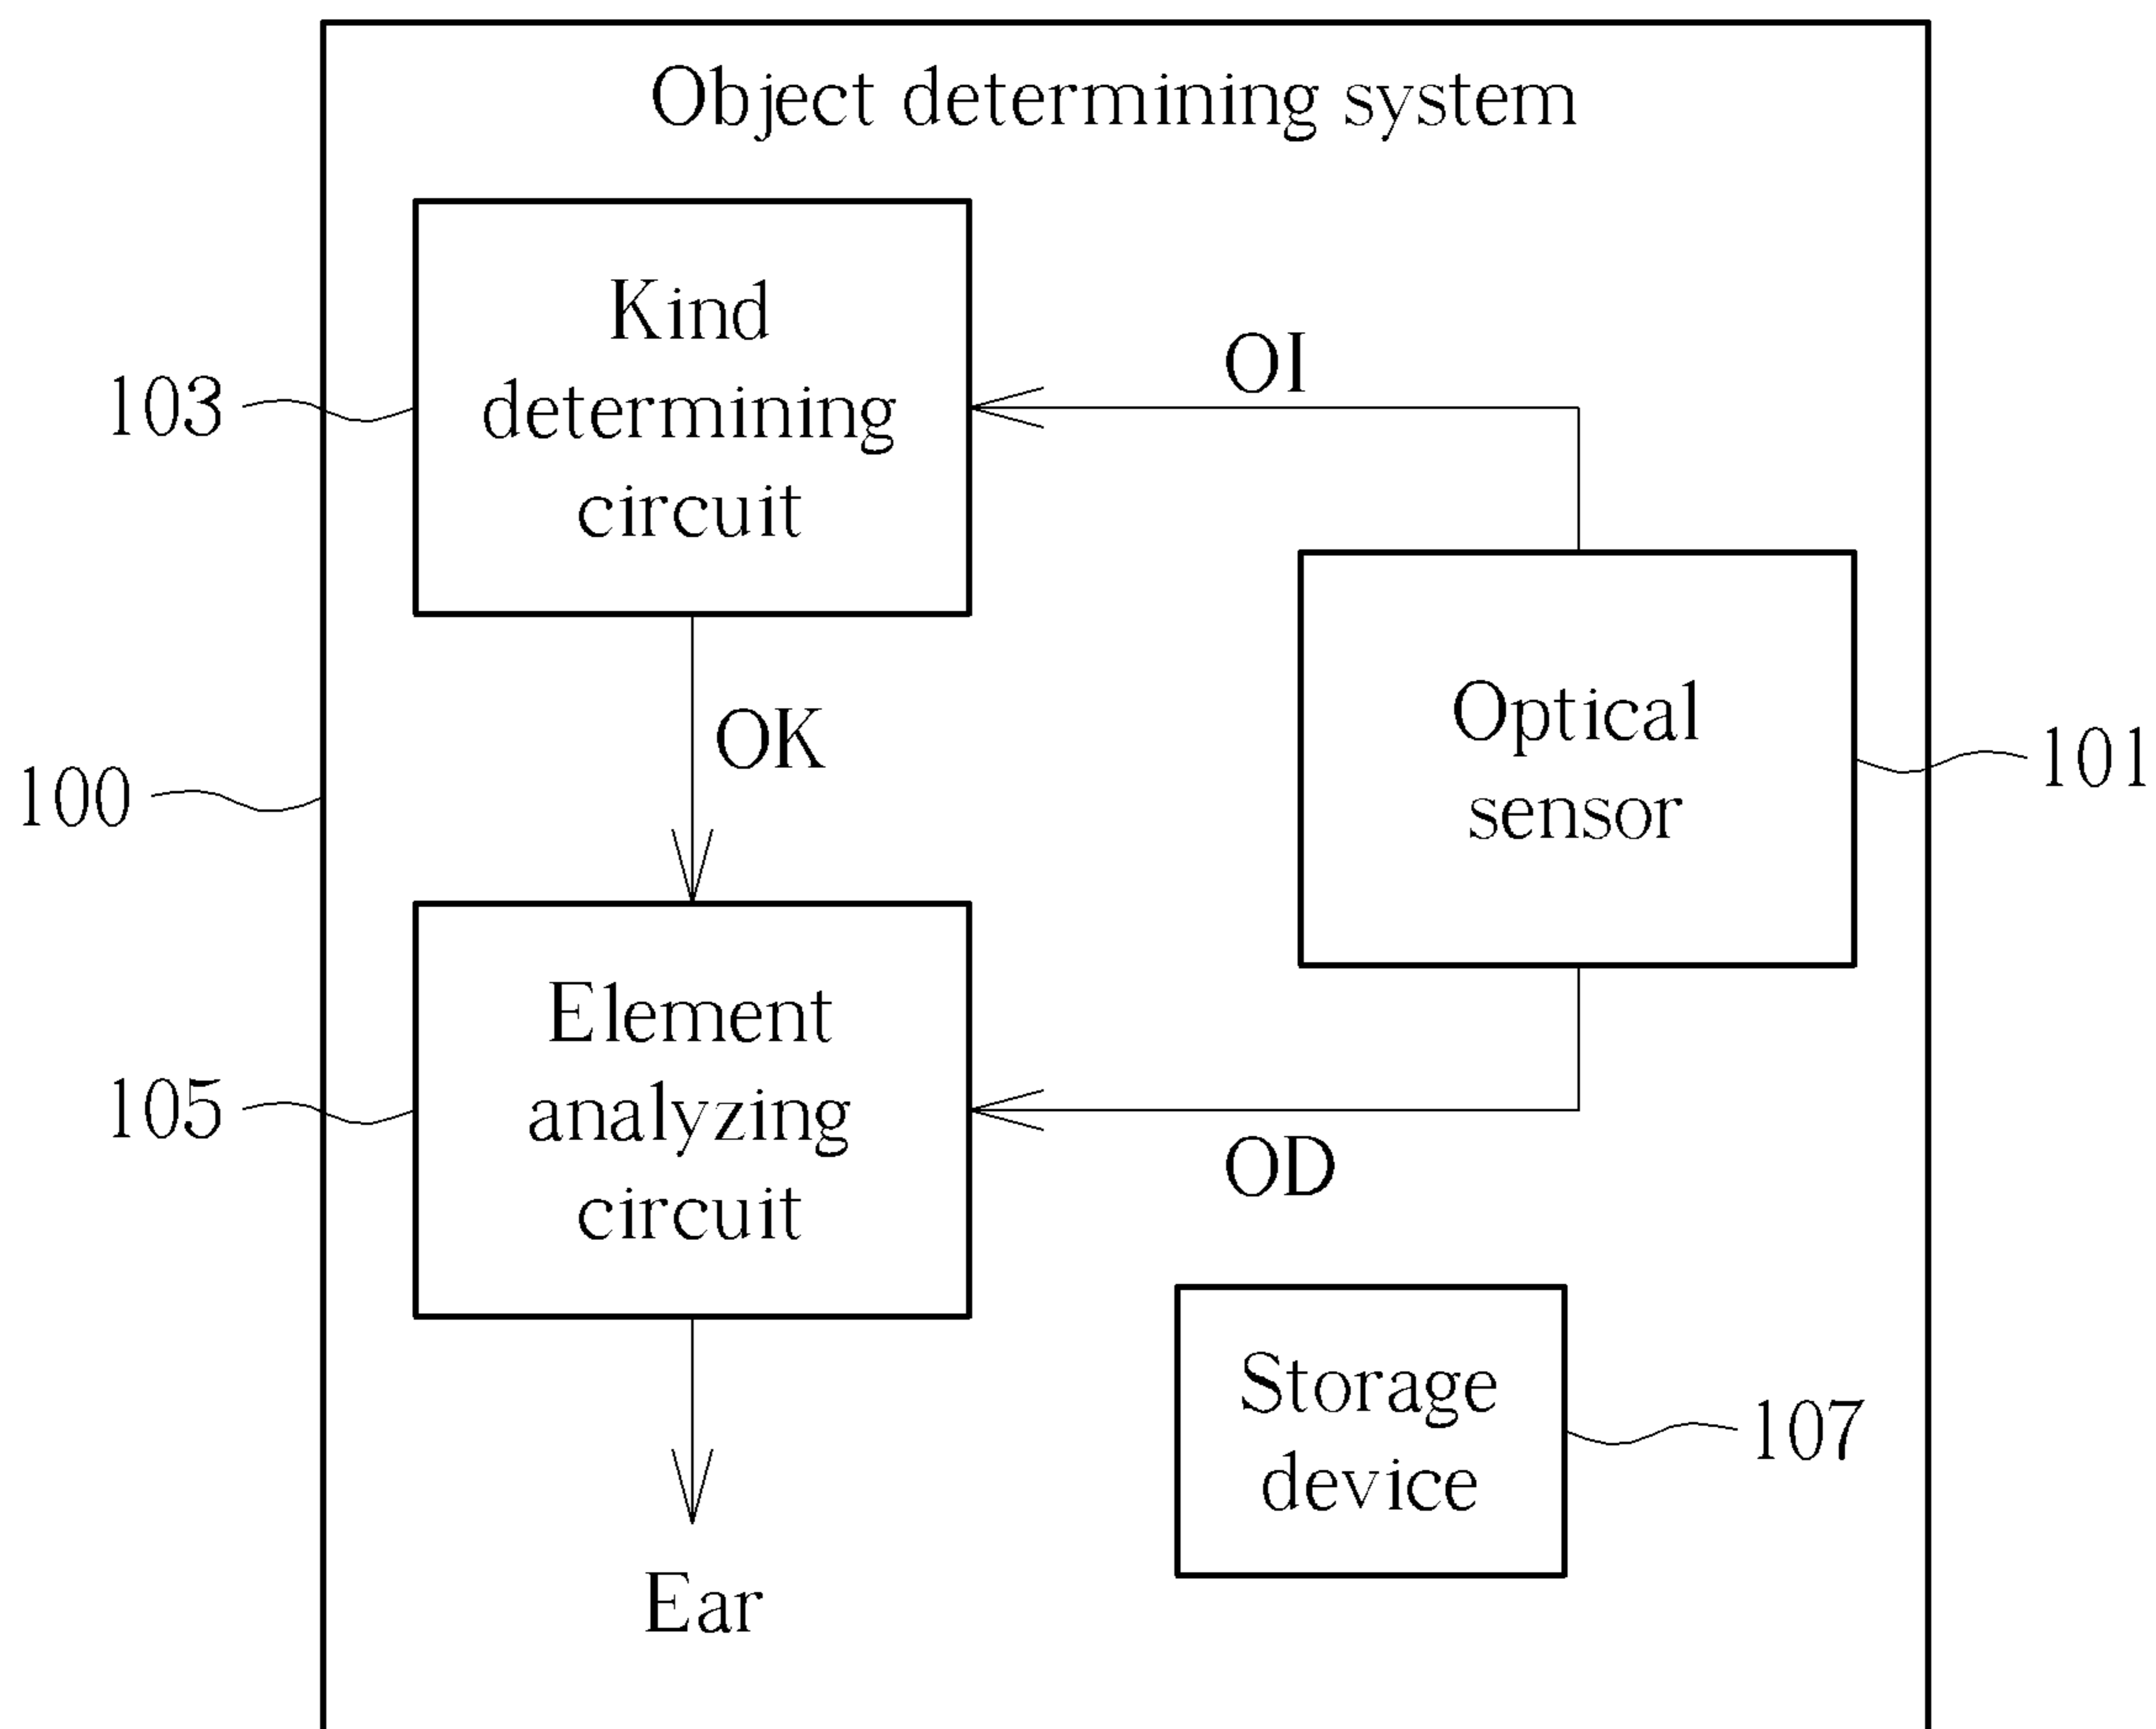 Object determining system
Kind
determining
circuit
103
OI
OK
Optical
sensor
101
100
Element
analyzing
circuit
105
OD
Storage
device
107
Ear